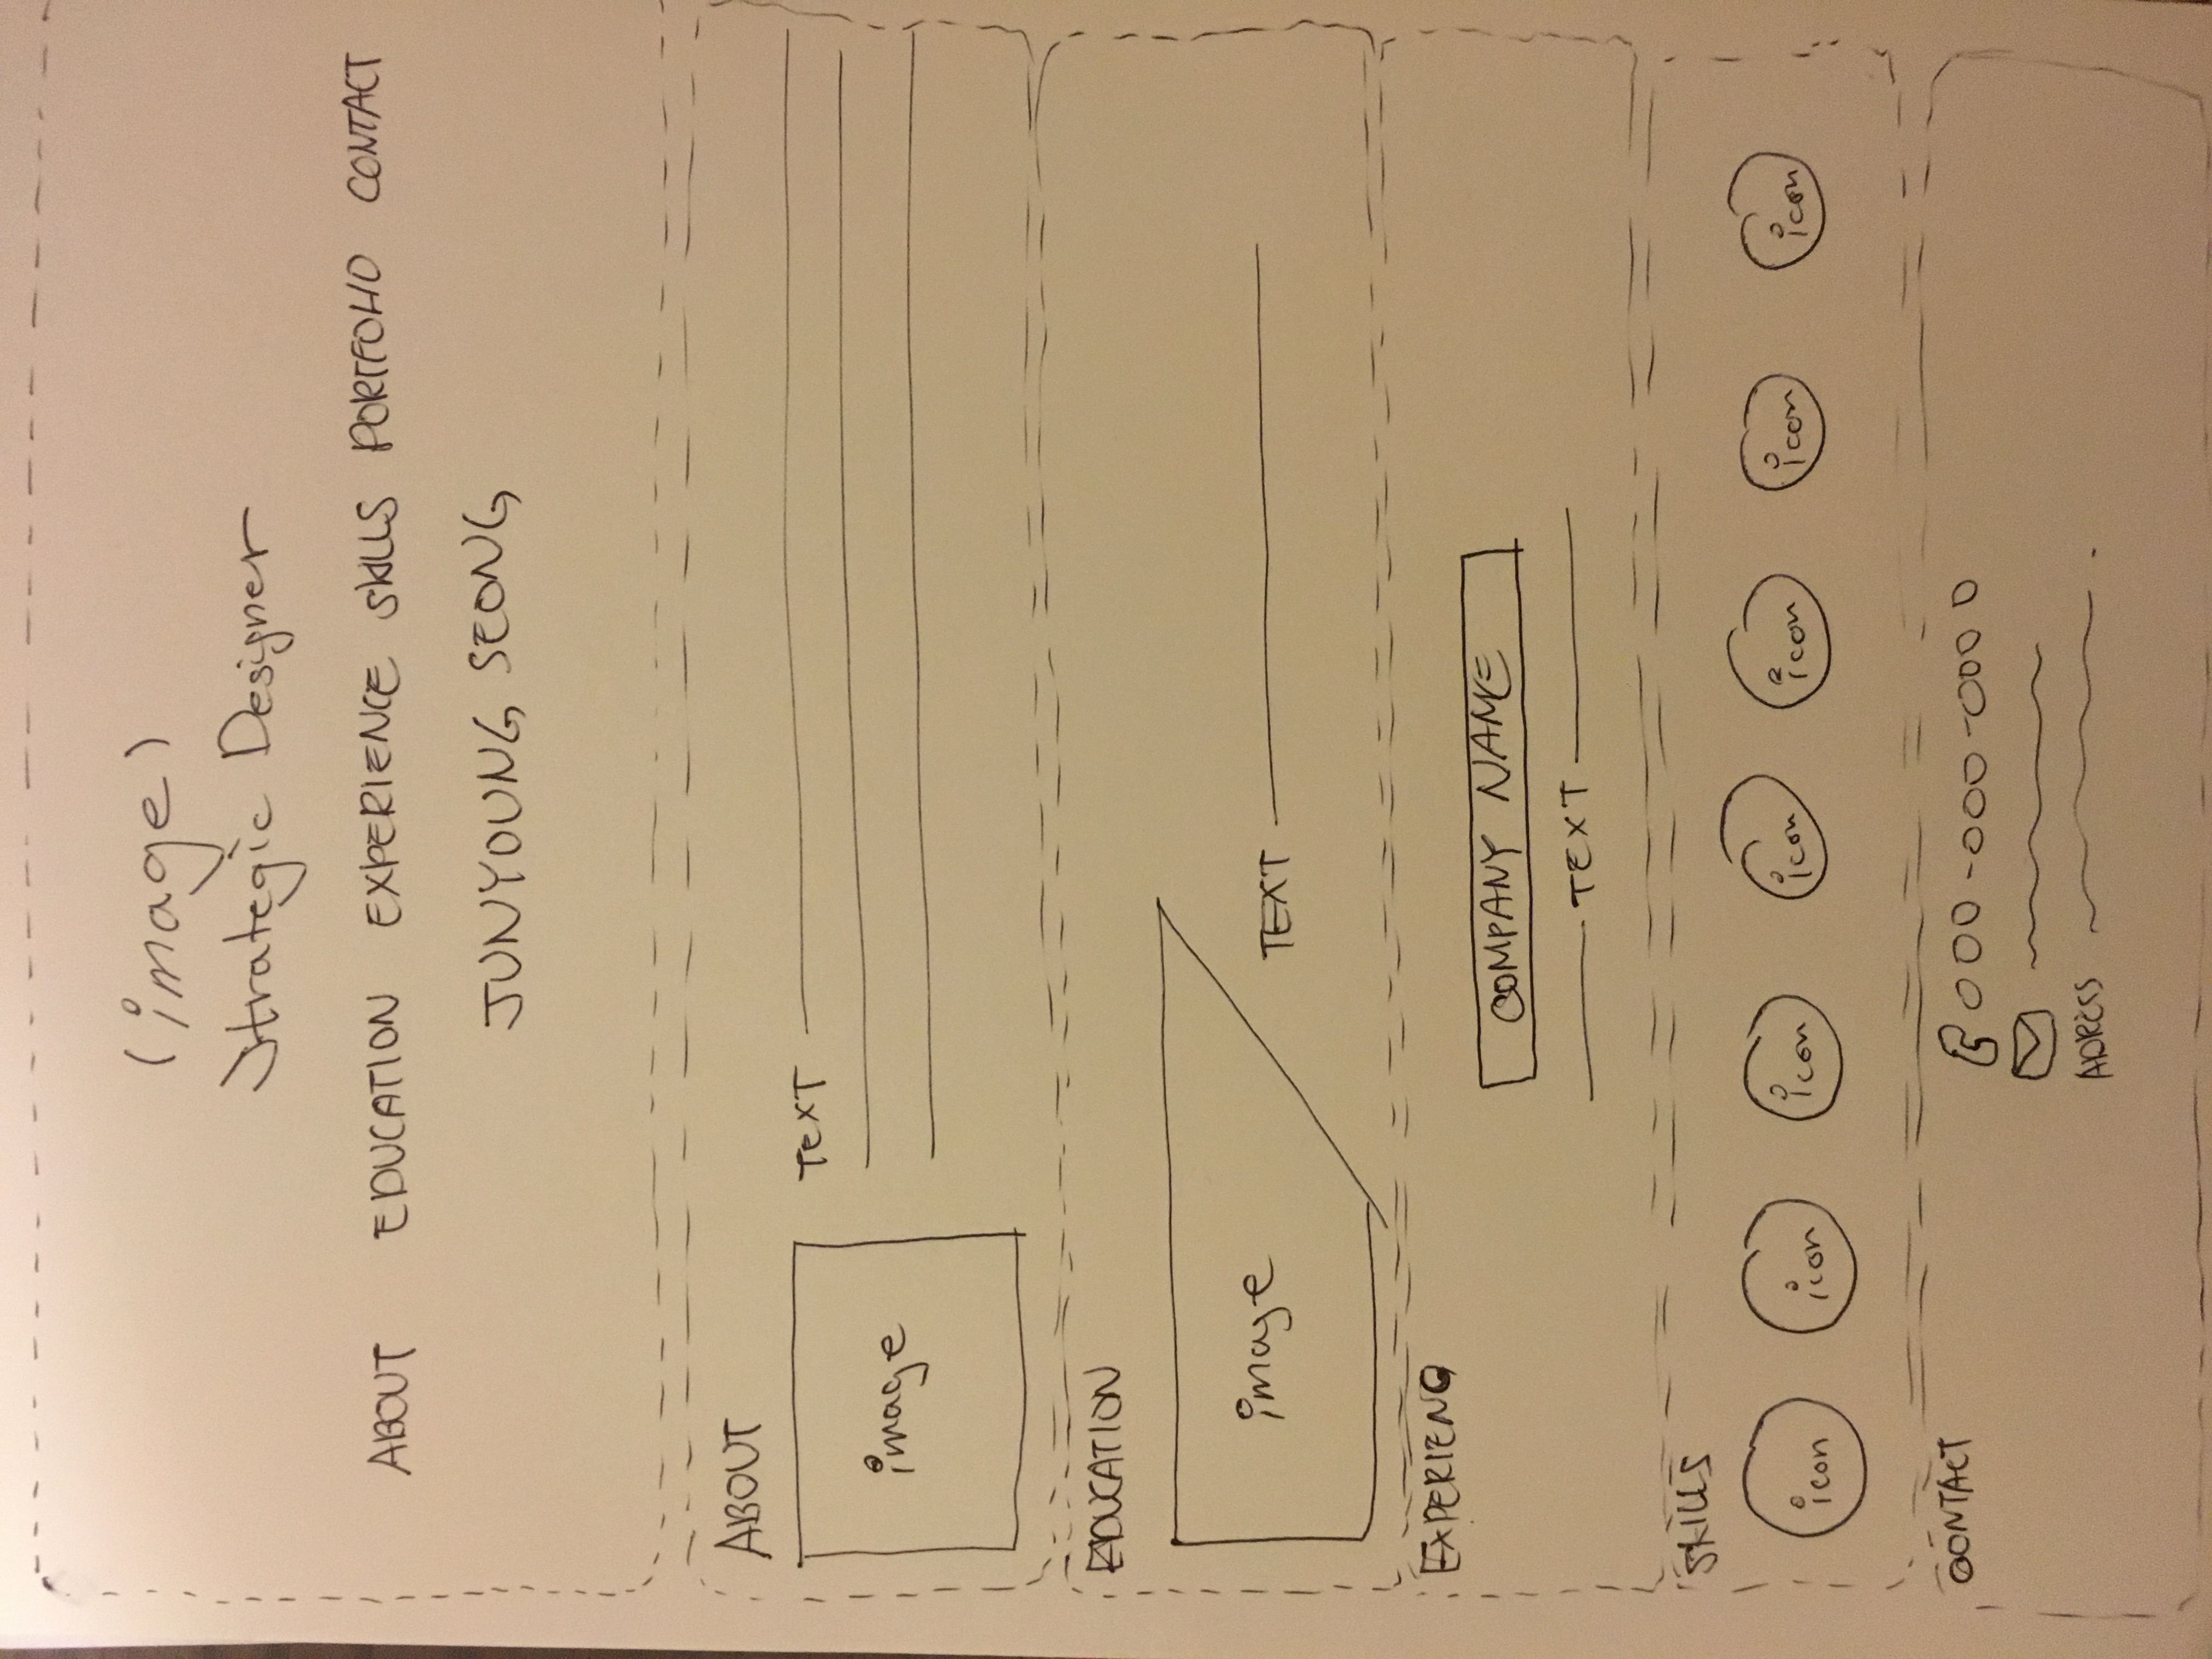 (image)
Strategic Designer
ABOUT EDUCATION EXPERIENCE SKILLS PORTFOLIO CONTACT
JUNYOUNG SEONG
ABOUT
TEXT
image
EDUCATION
image
TEXT
EXPERIENC
COMPANY NAME
TEXT
SKILLS
icon icon icon icon icon icon icon
CONTACT
000-000-0000
ADRESS